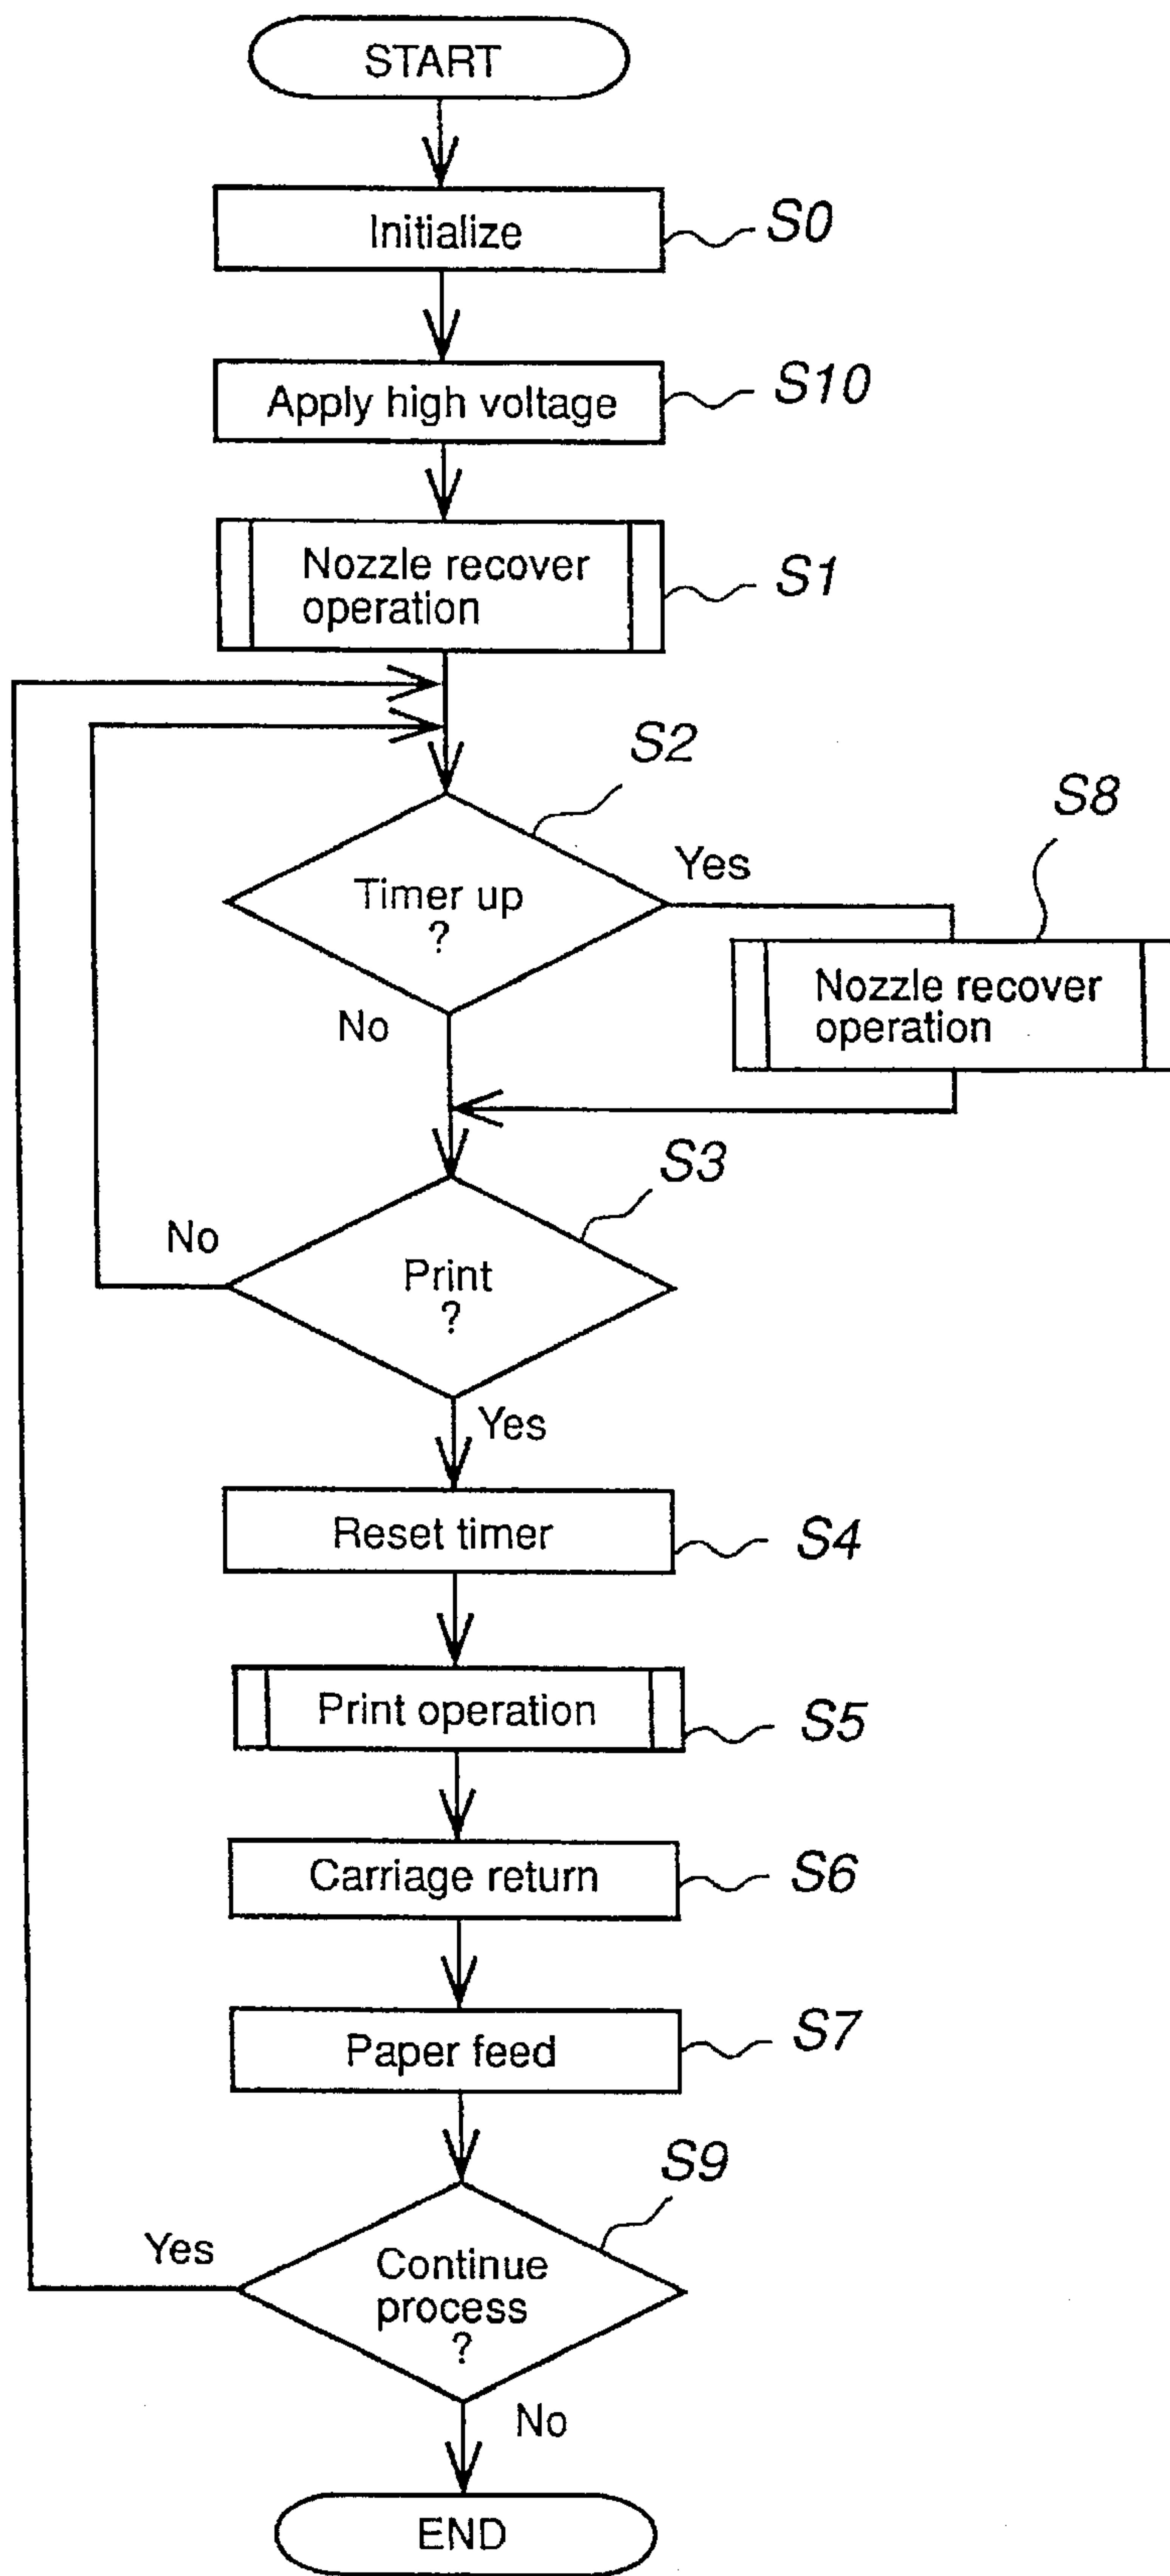 START
Initialize
S0
Apply high voltage
S10
Nozzle recover
operation
S1
S2
Timer up
?
Yes
No
S8
Nozzle recover
operation
S3
Print
?
No
Yes
Reset timer
S4
Print operation
S5
Carriage return
S6
Paper feed
S7
S9
Continue
process
?
Yes
No
END